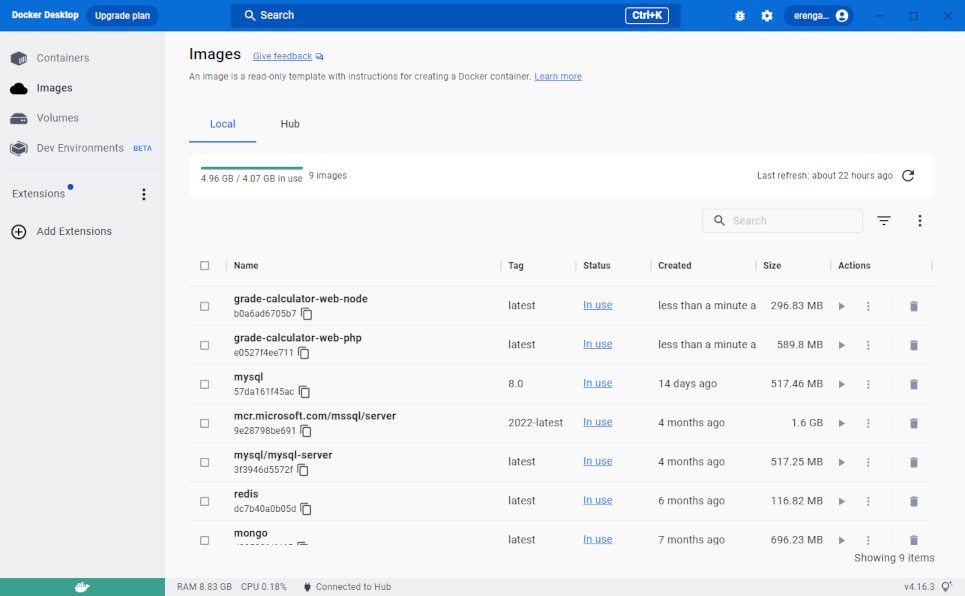 Docker Desktop Upgrade plan Search Ctrl+K erenga...
Containers
Images
Volumes
Dev Environments BETA
Extensions
Add Extensions
Images Give feedback
An image is a read-only template with instructions for creating a Docker container. Learn more
Local Hub
4.96 GB / 4.07 GB in use 9 images Last refresh: about 22 hours ago
Search
Name Tag Status Created Size Actions
grade-calculator-web-node
b0a6ad6705b7 latest In use less than a minute a 296.83 MB
grade-calculator-web-php
e0527f4ee711 latest In use less than a minute a 589.8 MB
mysql
57da161f45ac 8.0 In use 14 days ago 517.46 MB
mcr.microsoft.com/mssql/server
9e28798be691 2022-latest In use 4 months ago 1.6 GB
mysql/mysql-server
3f3946d5572f latest In use 4 months ago 517.25 MB
redis
dc7b40a0b05d latest In use 6 months ago 116.82 MB
mongo
latest In use 7 months ago 696.23 MB
Showing 9 items
RAM 8.83 GB CPU 0.18% Connected to Hub v4.16.3